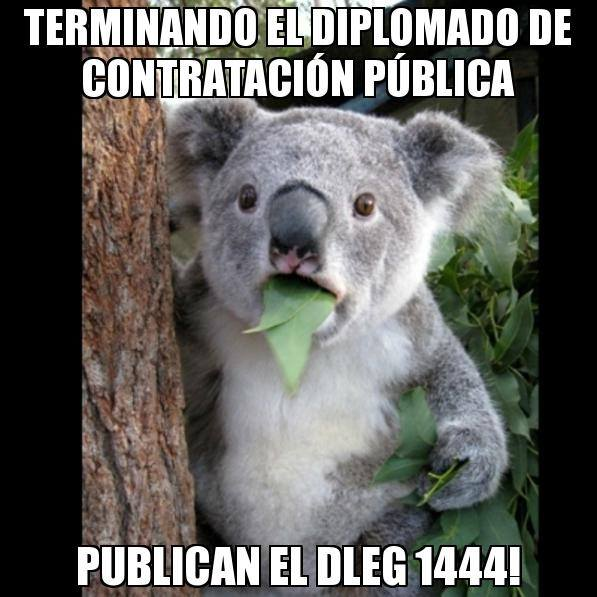 TERMINANDO EL DIPLOMADO DE
CONTRATACIÓN PÚBLICA
PUBLICAN EL DLEG 1444!